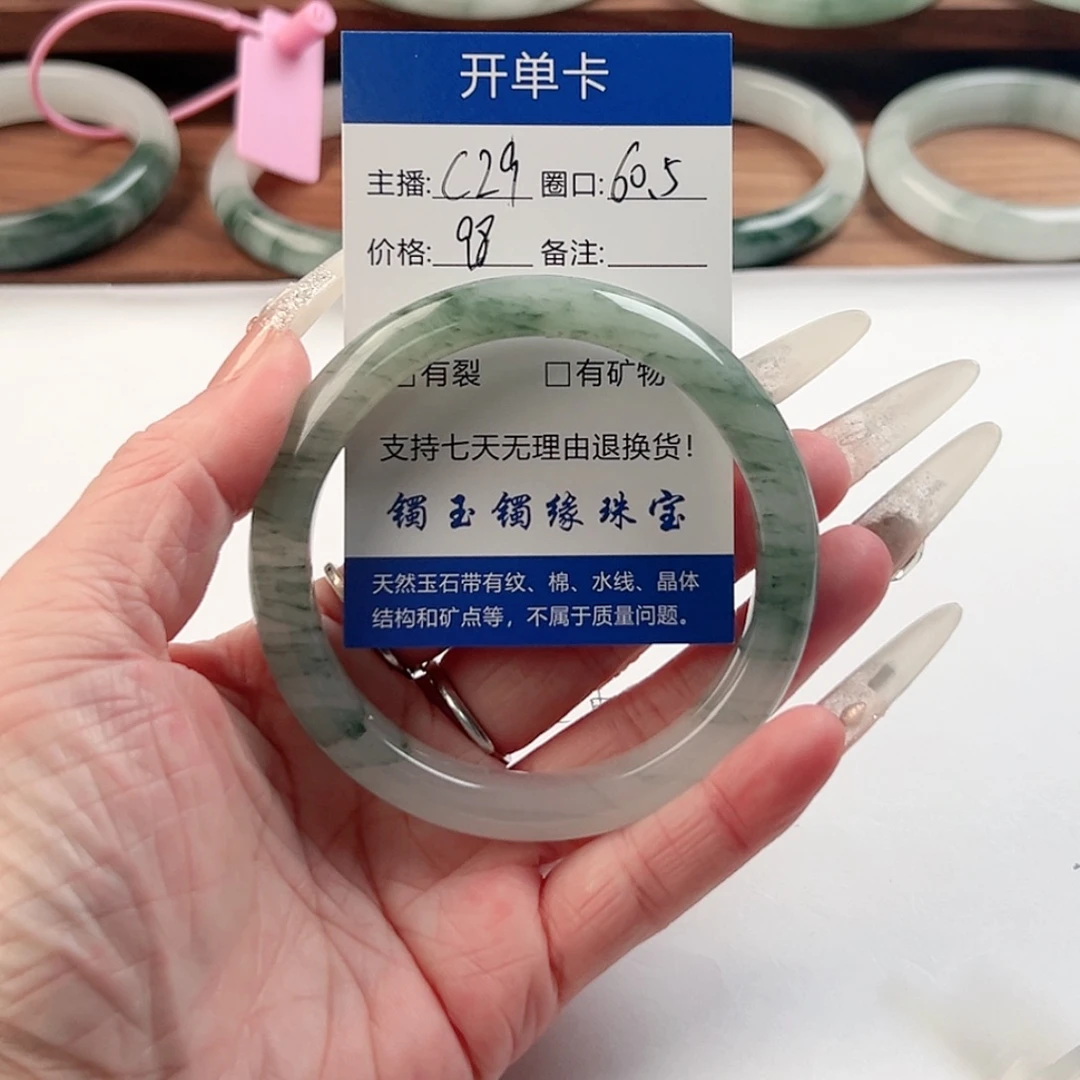 开单卡
主播: C29 圈口: 60.5
价格: 98 备注:
□有裂 □有矿物
支持七天无理由退换货!
镯玉镯缘珠宝
天然玉石带有纹、棉、水线、晶体
结构和矿点等，不属于质量问题。